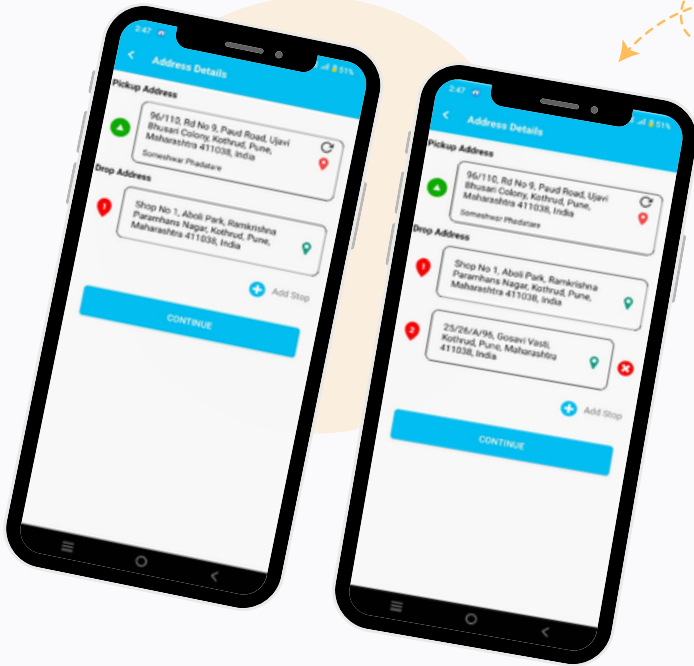 2:47
51%
Address Details
Pickup Address
96/110, Rd No 9, Paud Road, Ujavi
Bhusari Colony, Kothrud, Pune,
Maharashtra 411038, India
Someshwar Phadatare
Drop Address
1
Shop No 1, Aboli Park, Ramkrishna
Paramhans Nagar, Kothrud, Pune,
Maharashtra 411038, India
Add Stop
CONTINUE
2:47
51%
Address Details
Pickup Address
96/110, Rd No 9, Paud Road, Ujavi
Bhusari Colony, Kothrud, Pune,
Maharashtra 411038, India
Someshwar Phadatare
Drop Address
1
Shop No 1, Aboli Park, Ramkrishna
Paramhans Nagar, Kothrud, Pune,
Maharashtra 411038, India
2
25/26/A/96, Gosavi Vasti,
Kothrud, Pune, Maharashtra
411038, India
Add Stop
CONTINUE